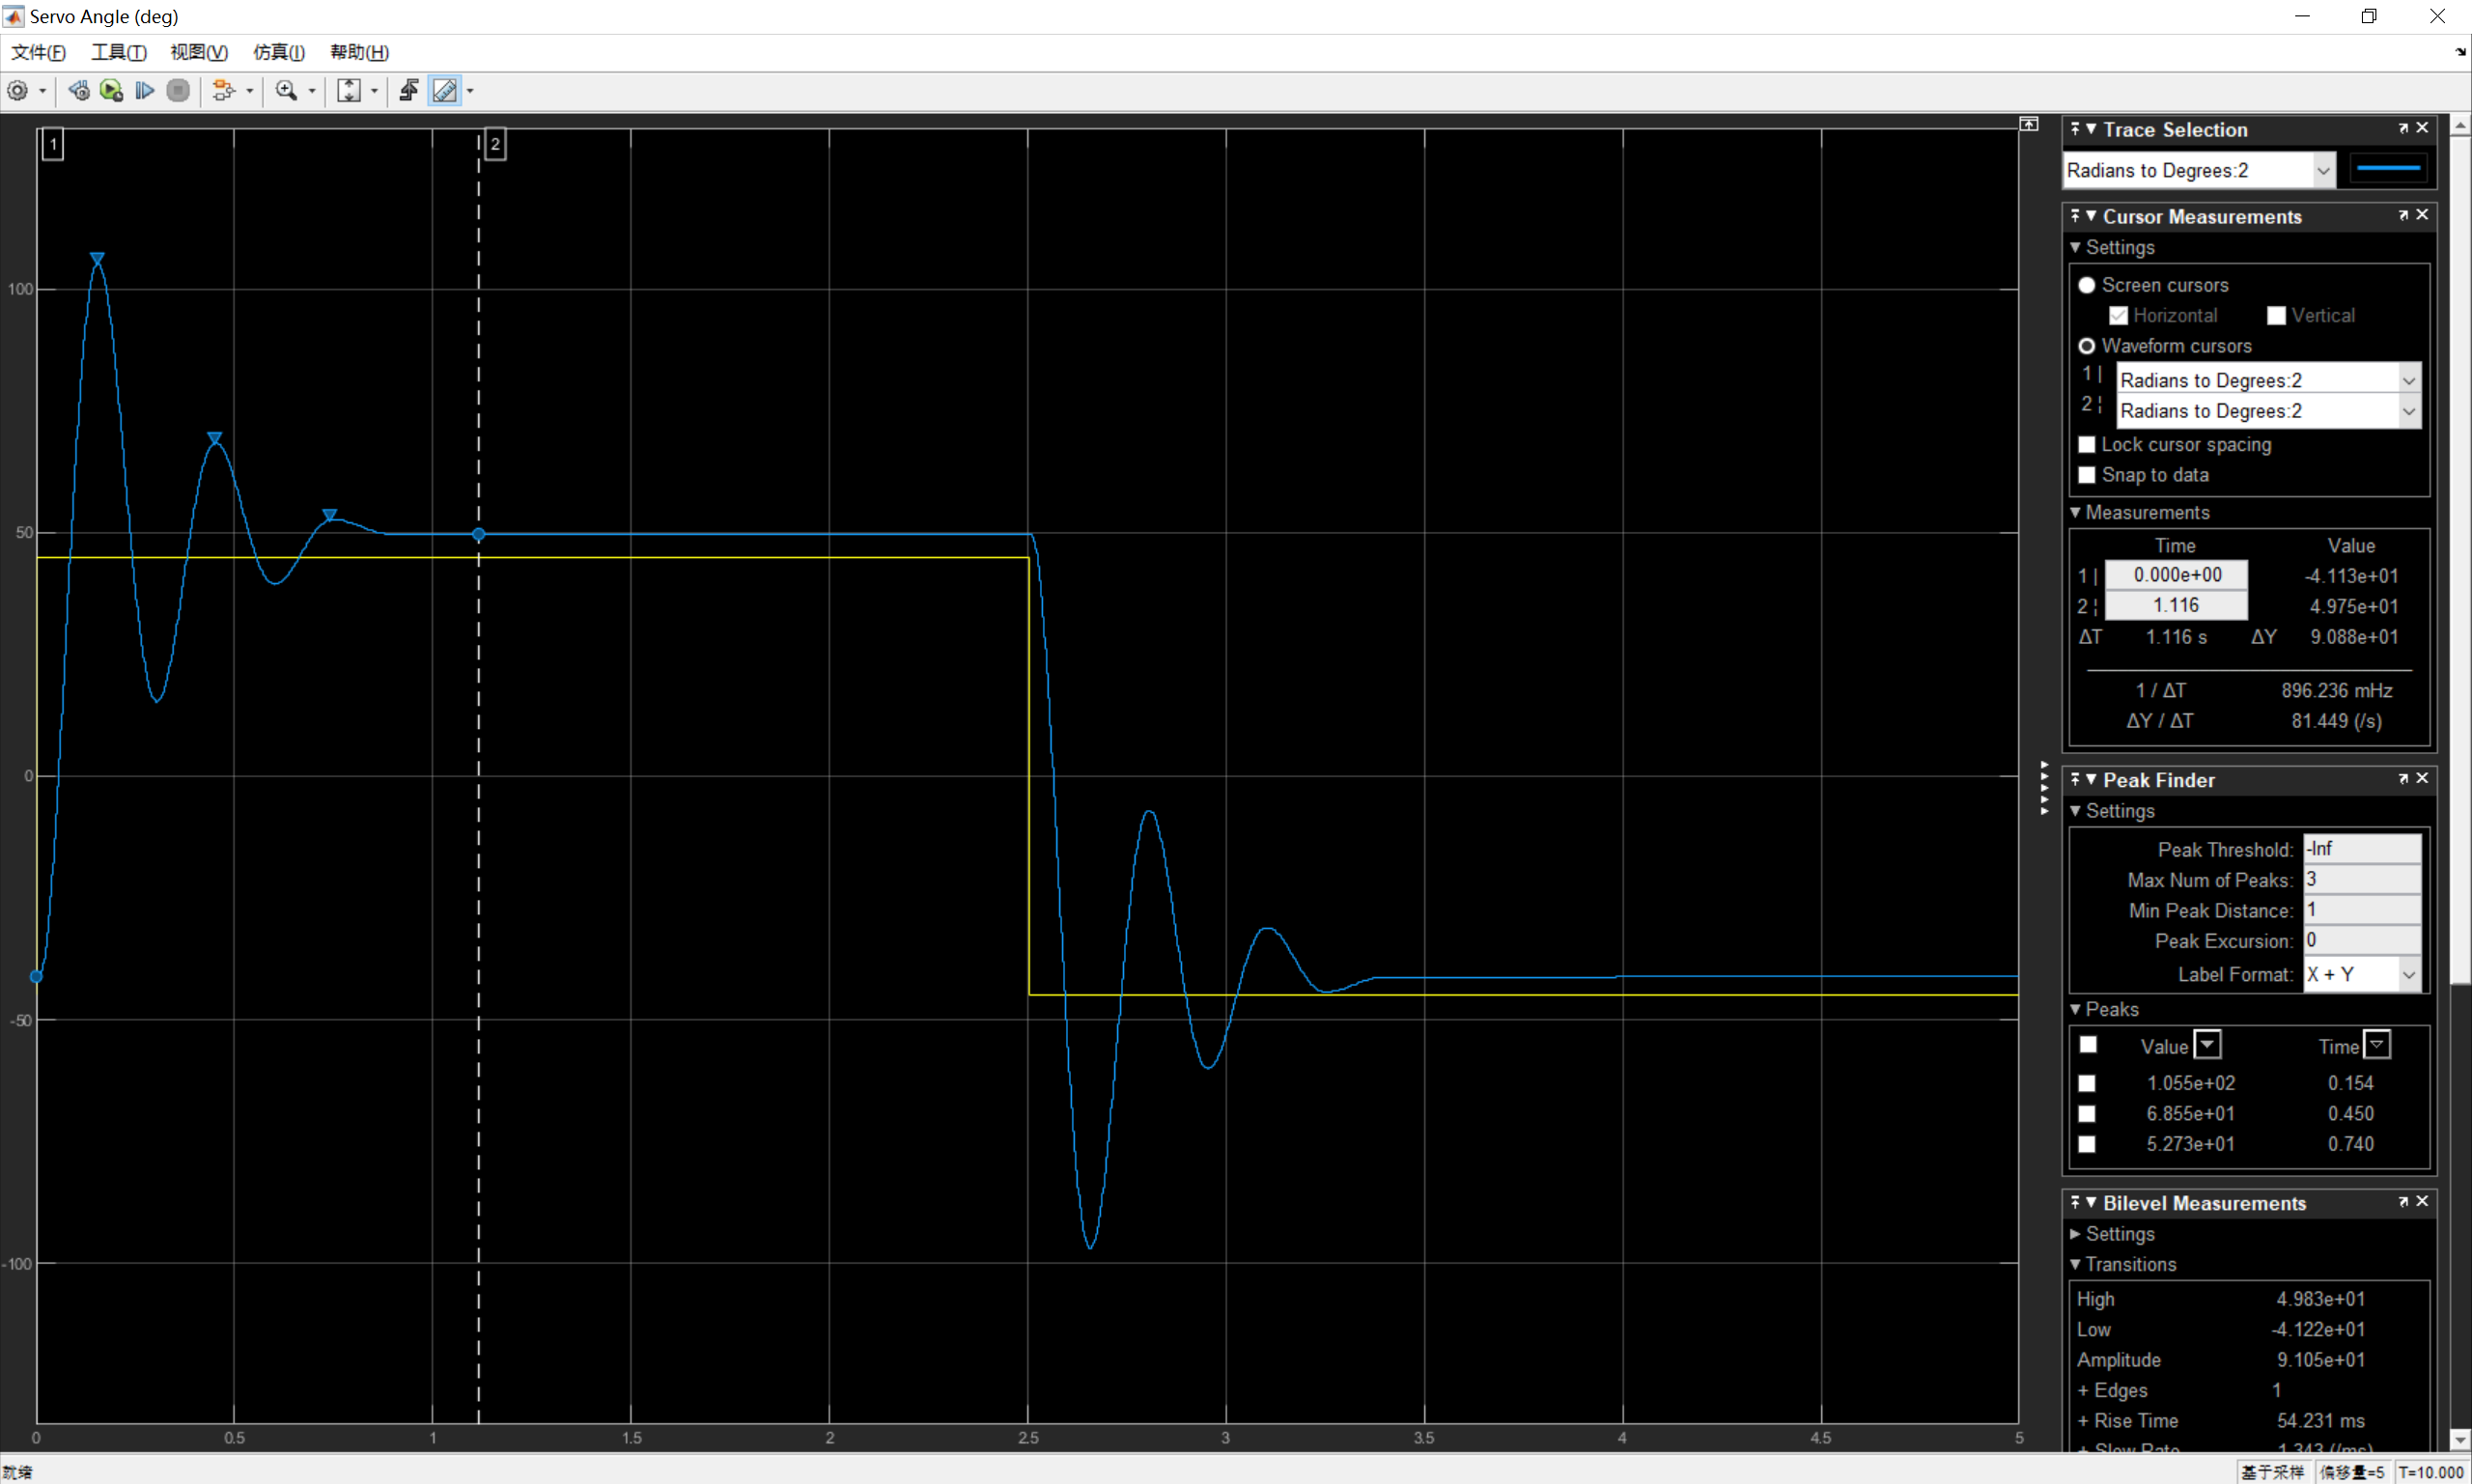 Servo Angle (deg)
文件(F) 工具(T) 视图(V) 仿真(I) 帮助(H)
1
2
100
50
0
-50
-100
0 0.5 1 1.5 2 2.5 3 3.5 4 4.5 5
Trace Selection
Radians to Degrees:2
Cursor Measurements
Settings
Screen cursors
Horizontal Vertical
Waveform cursors
1 | Radians to Degrees:2
2 ¦ Radians to Degrees:2
Lock cursor spacing
Snap to data
Measurements
Time Value
1 | 0.000e+00 -4.113e+01
2 ¦ 1.116 4.975e+01
ΔT 1.116 s ΔY 9.088e+01
1 / ΔT 896.236 mHz
ΔY / ΔT 81.449 (/s)
Peak Finder
Settings
Peak Threshold: -Inf
Max Num of Peaks: 3
Min Peak Distance: 1
Peak Excursion: 0
Label Format: X + Y
Peaks
Value Time
1.055e+02 0.154
6.855e+01 0.450
5.273e+01 0.740
Bilevel Measurements
Settings
Transitions
High 4.983e+01
Low -4.122e+01
Amplitude 9.105e+01
+ Edges 1
+ Rise Time 54.231 ms
+ Slew Rate 1.343 (/ms)
就绪
基于采样 偏移量=5 T=10.000